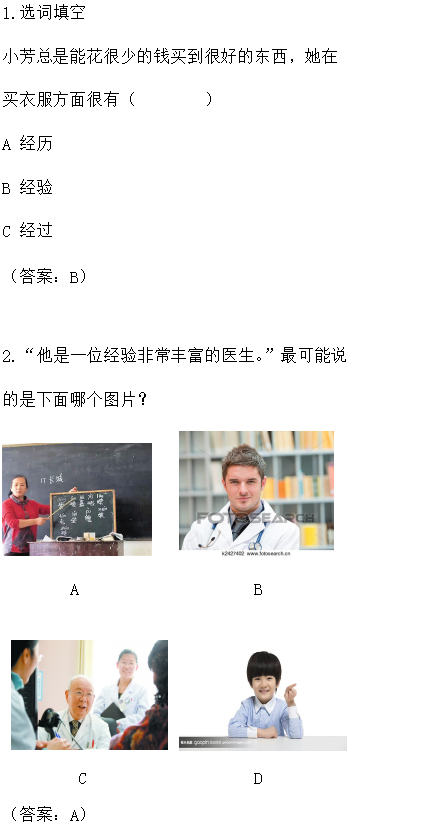 1.选词填空
小芳总是能花很少的钱买到很好的东西，她在
买衣服方面很有（    ）
A 经历
B 经验
C 经过
（答案：B）
2.“他是一位经验非常丰富的医生。”最可能说
的是下面哪个图片？
FOTOSEARCH
k2427402 www.fotosearch.cn
A B
C D
（答案：A）